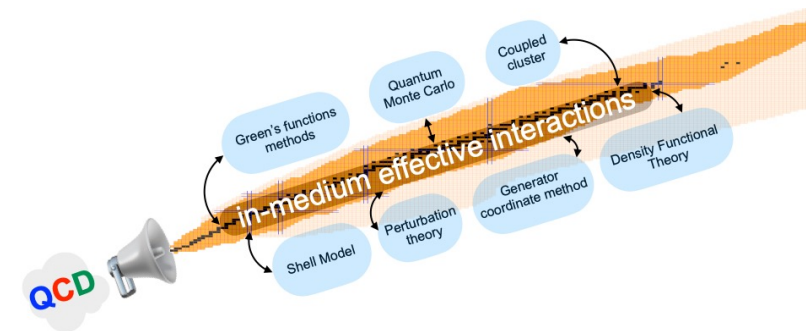 Coupled
cluster
Quantum
Monte Carlo
Green's functions
methods
in-medium effective interactions
Density Functional
Theory
Generator
coordinate method
Perturbation
theory
Shell Model
QCD